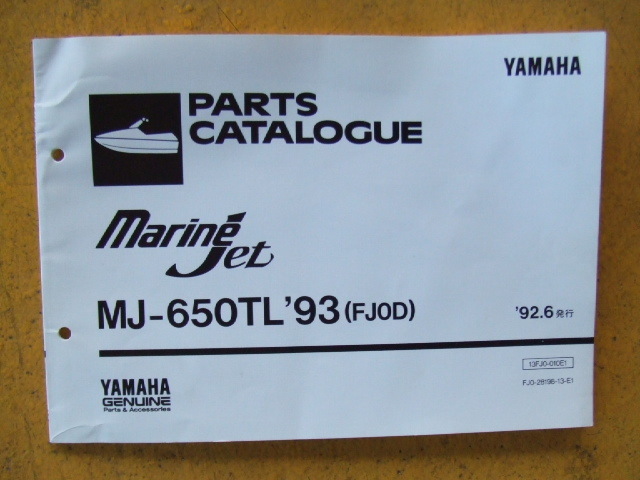 YAMAHA
PARTS
CATALOGUE
Marine Jet
MJ-650TL'93 (FJ0D)
'92.6 発行
13FJ0-010E1
FJ0-28198-13-E1
YAMAHA
GENUINE
Parts & Accessories